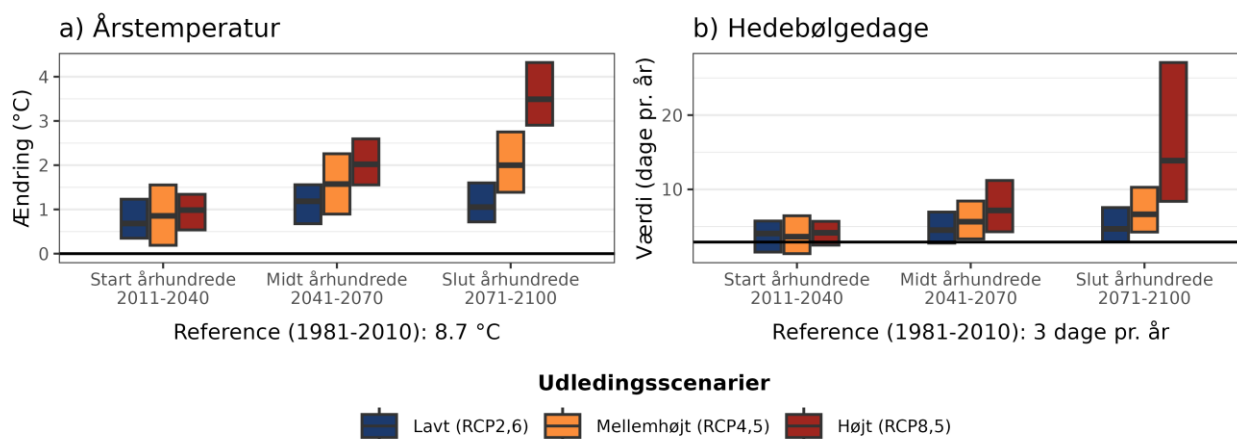 a) Årstemperatur
Ændring (°C)
4
3
2
1
0
Start århundrede
2011-2040
Midt århundrede
2041-2070
Slut århundrede
2071-2100
Reference (1981-2010): 8.7 °C
b) Hedebølgedage
Værdi (dage pr. år)
20
10
Start århundrede
2011-2040
Midt århundrede
2041-2070
Slut århundrede
2071-2100
Reference (1981-2010): 3 dage pr. år
Udledingsscenarier
Lavt (RCP2,6)
Mellemhøjt (RCP4,5)
Højt (RCP8,5)